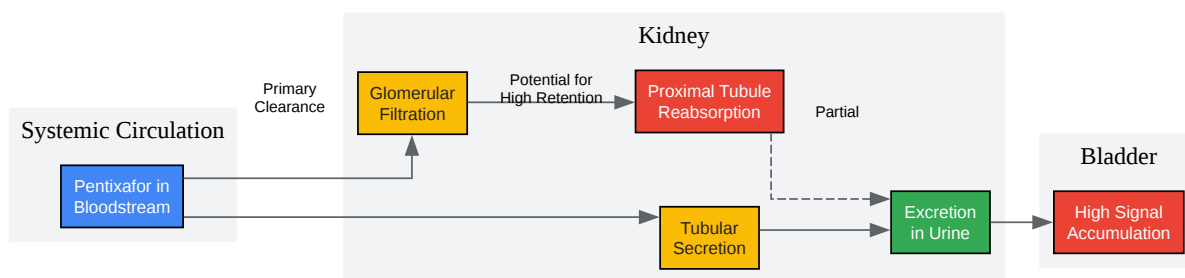 Kidney
Primary
Clearance
Glomerular
Filtration
Potential for
High Retention
Proximal Tubule
Reabsorption
Partial
Systemic Circulation
Pentixafor in
Bloodstream
Tubular
Secretion
Excretion
in Urine
Bladder
High Signal
Accumulation